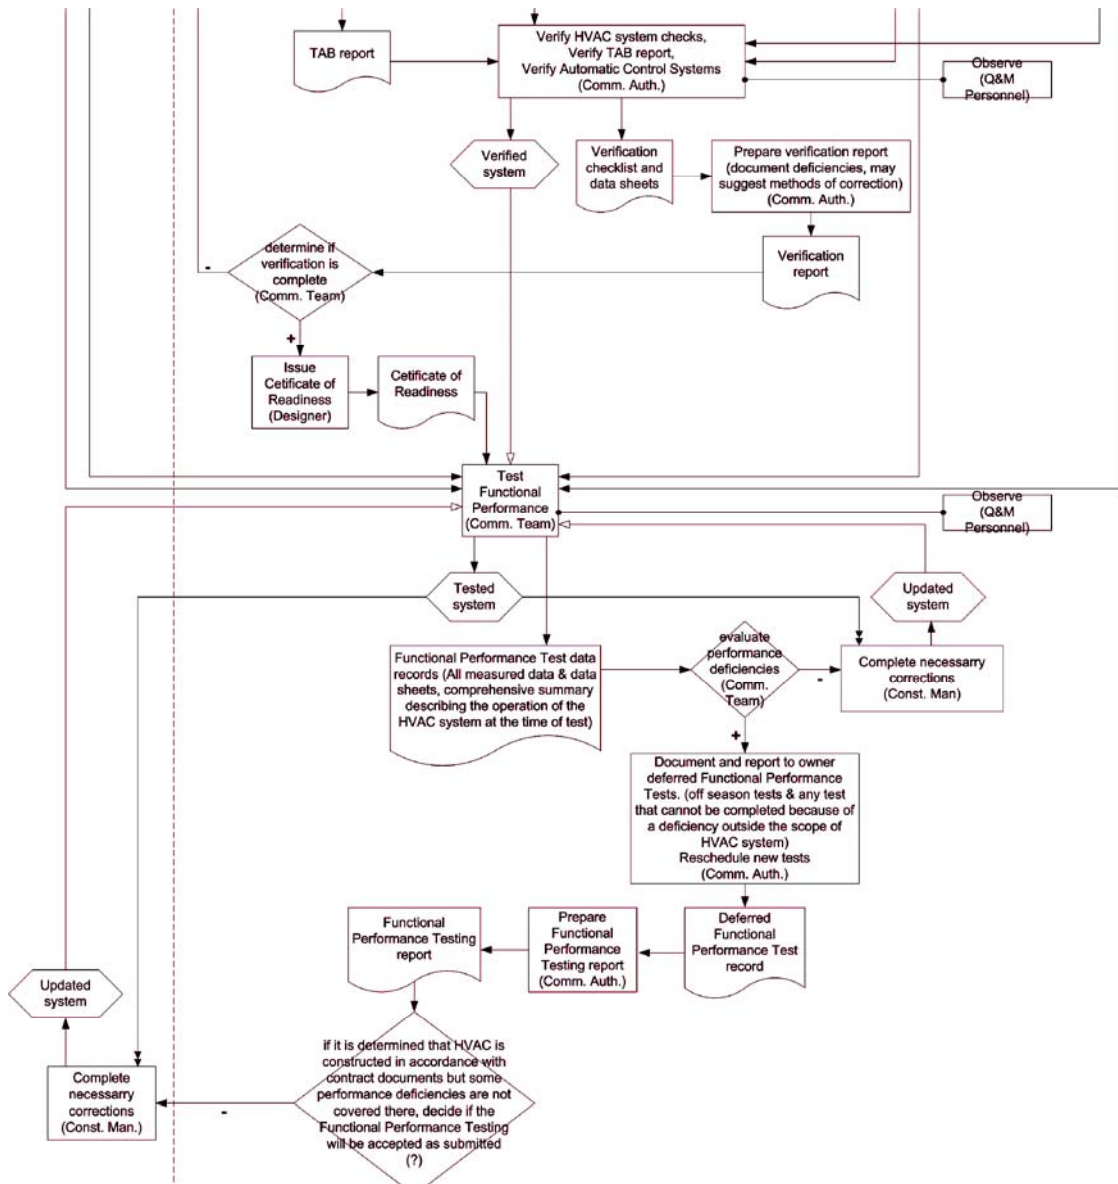 TAB report
Verify HVAC system checks,
Verify TAB report,
Verify Automatic Control Systems
(Comm. Auth.)
Observe
(Q&M
Personnel)
Verified
system
Verification
checklist and
data sheets
Prepare verification report
(document deficiencies, may
suggest methods of correction)
(Comm. Auth.)
determine if
verification is
complete
(Comm. Team)
-
+
Verification
report
Issue
Cetificate of
Readiness
(Designer)
Cetificate of
Readiness
Test
Functional
Performance
(Comm. Team)
Observe
(Q&M
Personnel)
Tested
system
Updated
system
Functional Performance Test data
records (All measured data & data
sheets, comprehensive summary
describing the operation of the
HVAC system at the time of test)
evaluate
performance
deficiencies
(Comm.
Team)
-
+
Complete necessarry
corrections
(Const. Man)
Document and report to owner
deferred Functional Performance
Tests. (off season tests & any test
that cannot be completed because of
a deficiency outside the scope of
HVAC system)
Reschedule new tests
(Comm. Auth.)
Functional
Performance Testing
report
Prepare
Functional
Performance
Testing report
(Comm. Auth.)
Deferred
Functional
Performance Test
record
Updated
system
Complete
necessarry
corrections
(Const. Man.)
-
if it is determined that HVAC is
constructed in accordance with
contract documents but some
performance deficiencies are not
covered there, decide if the
Functional Performance Testing
will be accepted as submitted
(?)